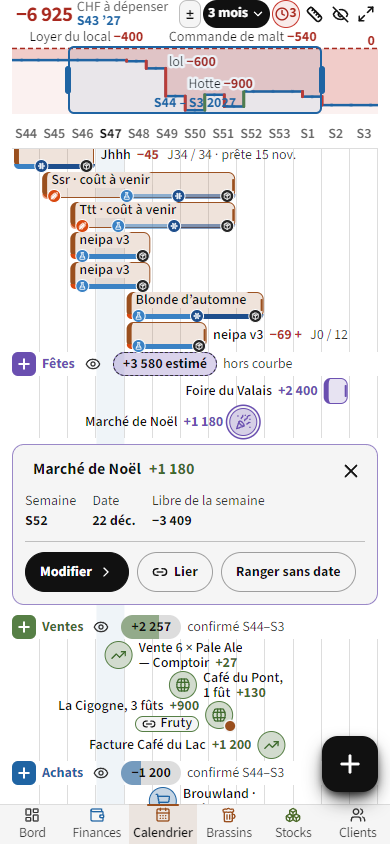 −6 925 CHF à dépenser
S43 ’27
± 3 mois 3
Loyer du local −400 Commande de malt −540 0
lol −600
Hotte −900
S44 – S3 2027
S44 S45 S46 S47 S48 S49 S50 S51 S52 S53 S1 S2 S3
Jhhh −45 J34 / 34 · prête 15 nov.
Ssr · coût à venir
Ttt · coût à venir
neipa v3
neipa v3
Blonde d’automne
neipa v3 −69 + J0 / 12
Fêtes +3 580 estimé hors courbe
Foire du Valais +2 400
Marché de Noël +1 180
Marché de Noël +1 180
Semaine Date Libre de la semaine
S52 22 déc. −3 409
Modifier Lier Ranger sans date
Ventes +2 257 confirmé S44–S3
Vente 6 × Pale Ale
— Comptoir +27
Café du Pont,
1 fût +130
La Cigogne, 3 fûts +900
Fruty
Facture Café du Lac +1 200
Achats −1 200 confirmé S44–S3
Brouwland ·
Bord Finances Calendrier Brassins Stocks Clients